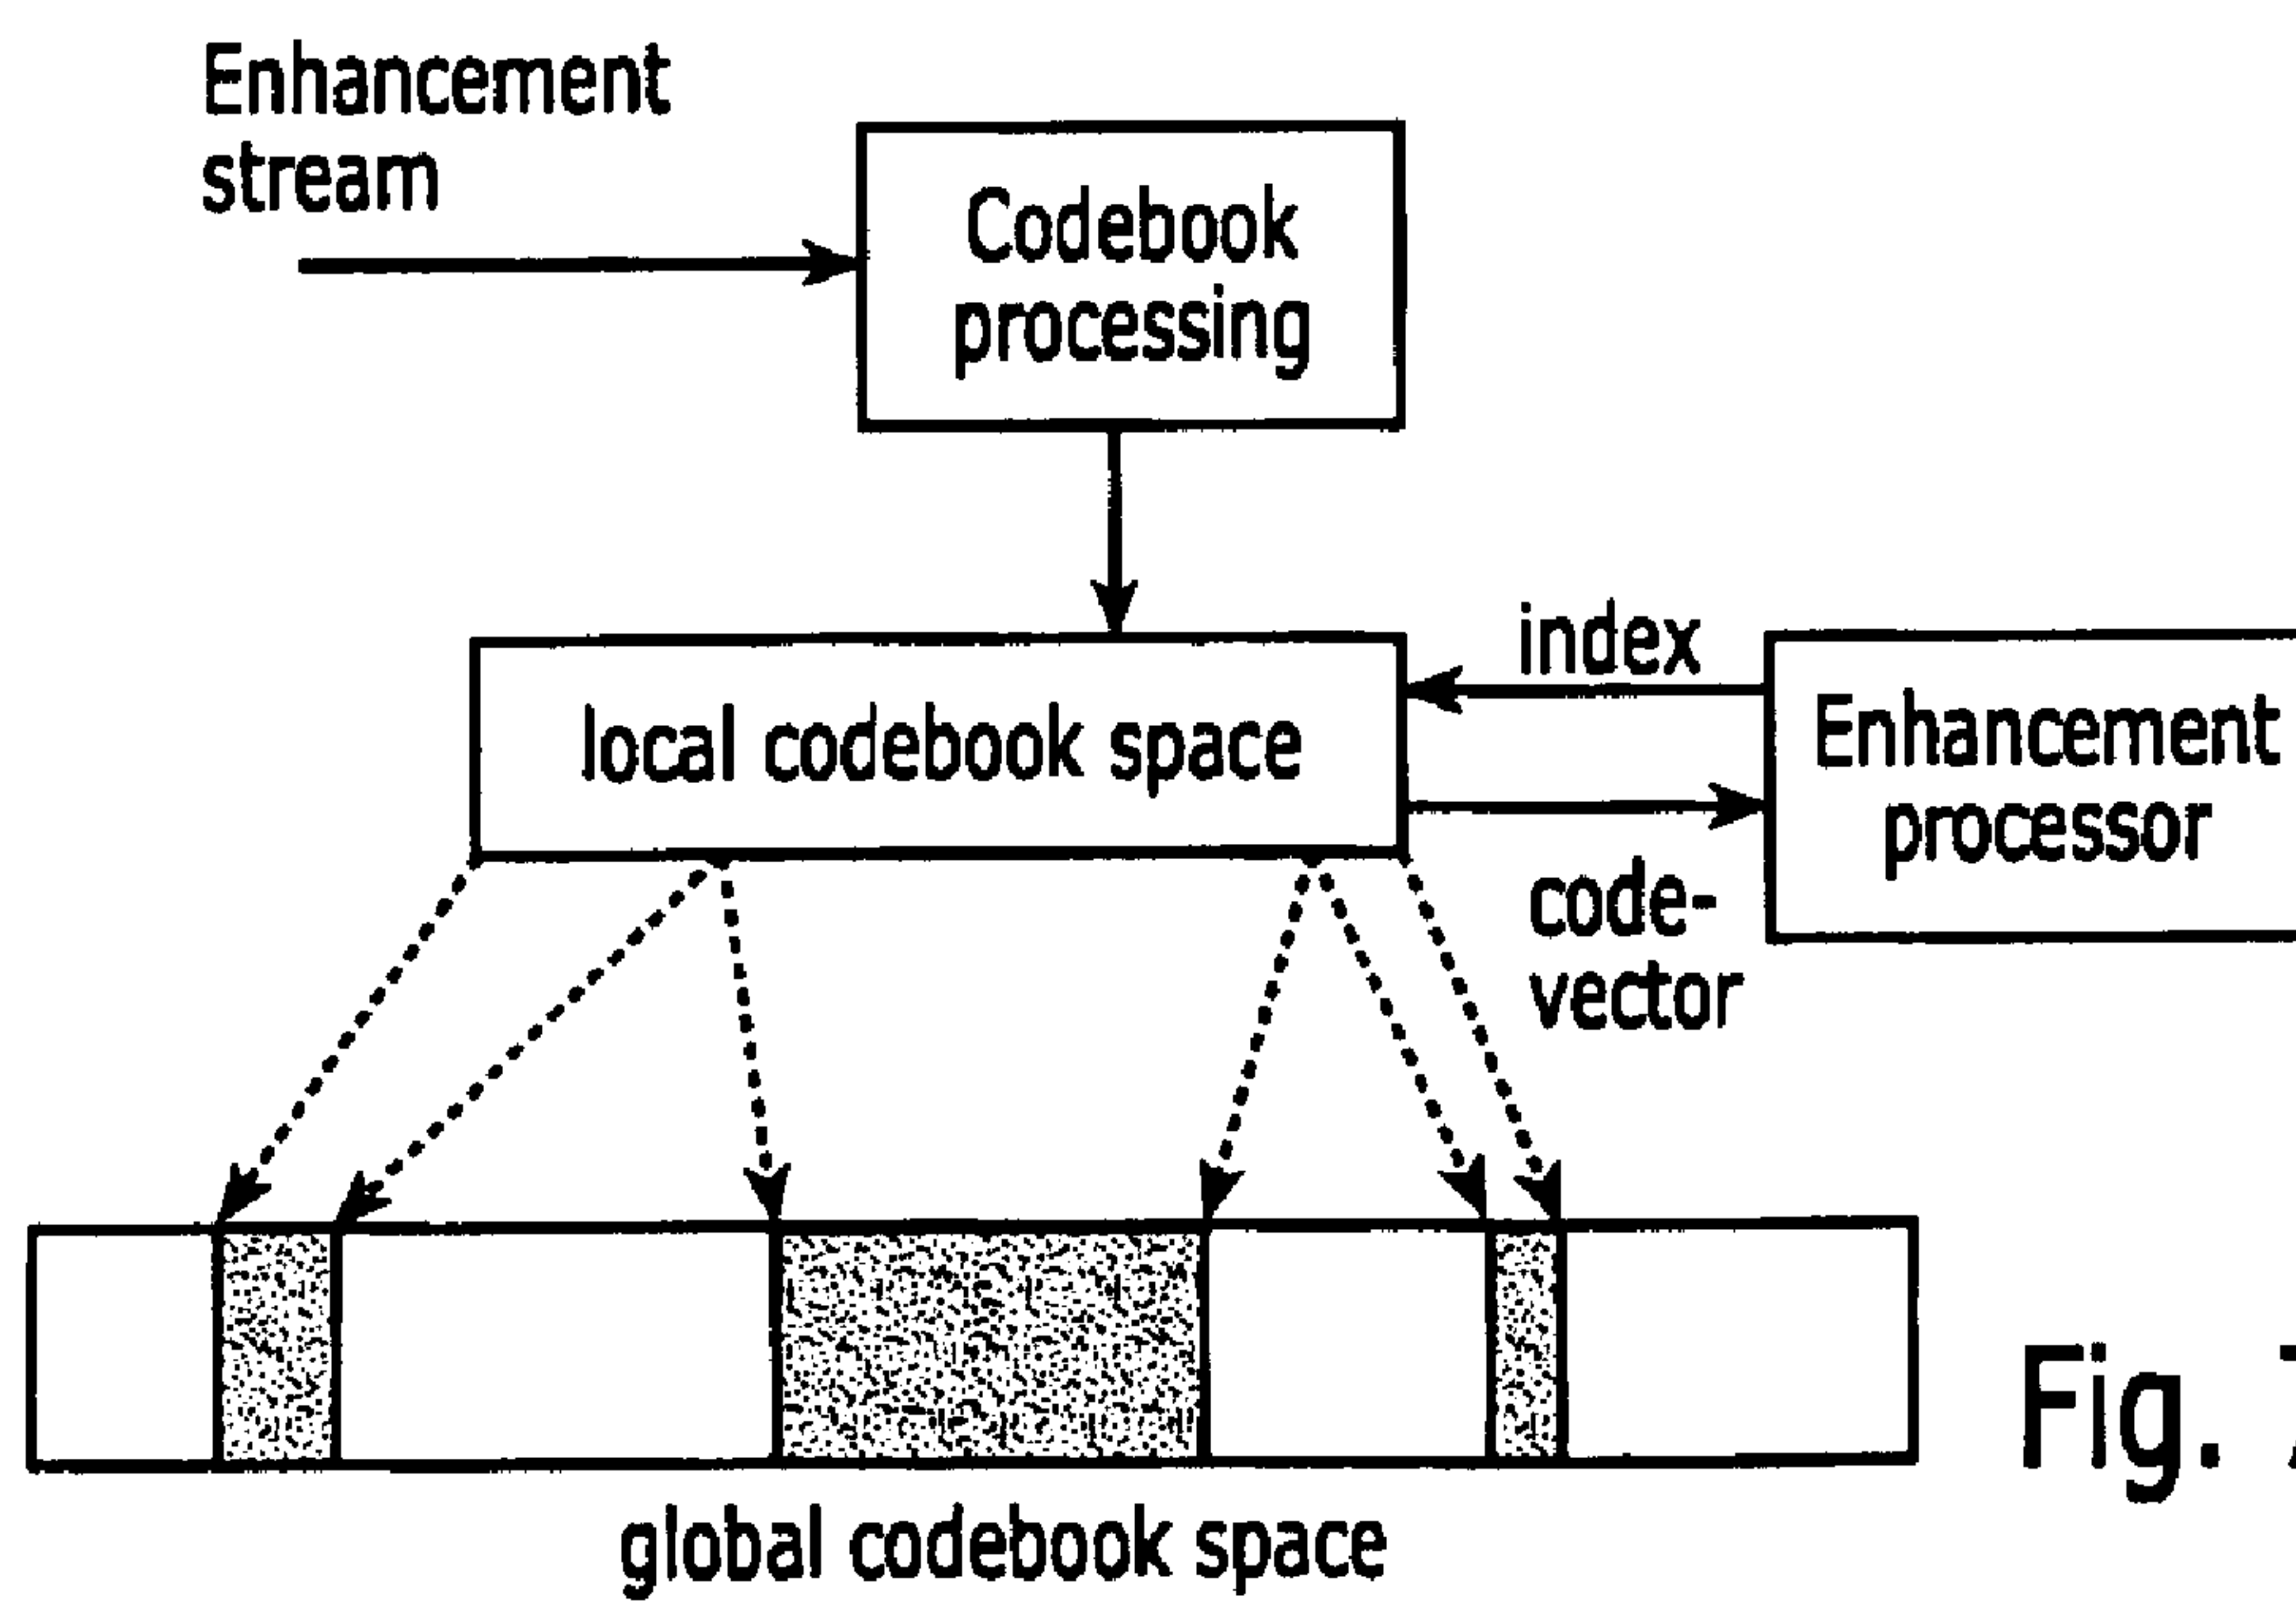 Enhancement
stream
Codebook
processing
index
local codebook space
Enhancement
processor
code-
vector
Fig.
global codebook space